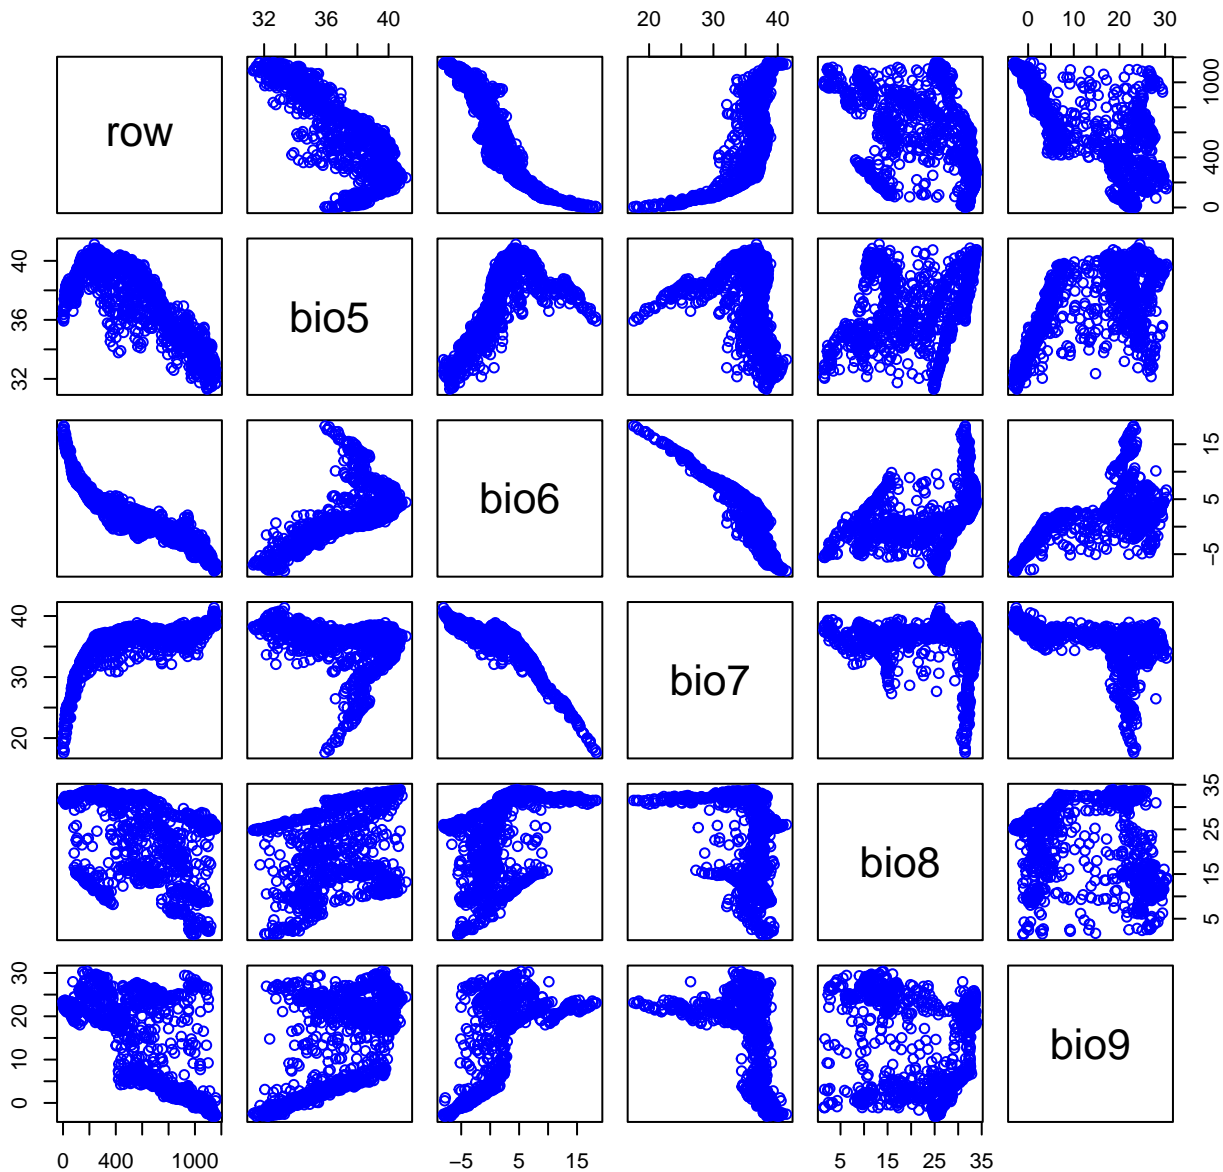 32 36 40 20 30 40 0 10 20 30
row 0 400 1000
32 36 40 bio5
bio6 −5 5 15
20 30 40 bio7
bio8 5 15 25 35
0 10 20 30 bio9
0 400 1000 −5 5 15 5 15 25 35